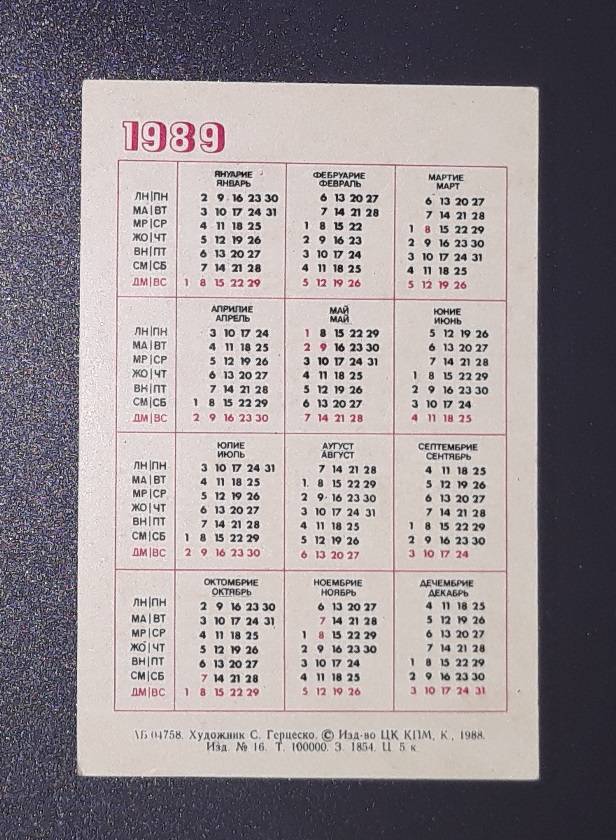 1989
ЯНУАРИЕ
ЯНВАРЬ
ЛН|ПН 2 9 16 23 30
МА|ВТ 3 10 17 24 31
МР|СР 4 11 18 25
ЖО|ЧТ 5 12 19 26
ВН|ПТ 6 13 20 27
СМ|СБ 7 14 21 28
ДМ|ВС 1 8 15 22 29
ФЕБРУАРИЕ
ФЕВРАЛЬ
6 13 20 27
7 14 21 28
1 8 15 22
2 9 16 23
3 10 17 24
4 11 18 25
5 12 19 26
МАРТИЕ
МАРТ
6 13 20 27
7 14 21 28
1 8 15 22 29
2 9 16 23 30
3 10 17 24 31
4 11 18 25
5 12 19 26
АПРИЛИЕ
АПРЕЛЬ
ЛН|ПН 3 10 17 24
МА|ВТ 4 11 18 25
МР|СР 5 12 19 26
ЖО|ЧТ 6 13 20 27
ВН|ПТ 7 14 21 28
СМ|СБ 1 8 15 22 29
ДМ|ВС 2 9 16 23 30
МАЙ
МАЙ
1 8 15 22 29
2 9 16 23 30
3 10 17 24 31
4 11 18 25
5 12 19 26
6 13 20 27
7 14 21 28
ЮНИЕ
ИЮНЬ
5 12 19 26
6 13 20 27
7 14 21 28
1 8 15 22 29
2 9 16 23 30
3 10 17 24
4 11 18 25
ЮЛИЕ
ИЮЛЬ
ЛН|ПН 3 10 17 24 31
МА|ВТ 4 11 18 25
МР|СР 5 12 19 26
ЖО|ЧТ 6 13 20 27
ВН|ПТ 7 14 21 28
СМ|СБ 1 8 15 22 29
ДМ|ВС 2 9 16 23 30
АУГУСТ
АВГУСТ
7 14 21 28
1 8 15 22 29
2 9 16 23 30
3 10 17 24 31
4 11 18 25
5 12 19 26
6 13 20 27
СЕПТЕМБРИЕ
СЕНТЯБРЬ
4 11 18 25
5 12 19 26
6 13 20 27
7 14 21 28
1 8 15 22 29
2 9 16 23 30
3 10 17 24
ОКТОМБРИЕ
ОКТЯБРЬ
ЛН|ПН 2 9 16 23 30
МА|ВТ 3 10 17 24 31
МР|СР 4 11 18 25
ЖО|ЧТ 5 12 19 26
ВН|ПТ 6 13 20 27
СМ|СБ 7 14 21 28
ДМ|ВС 1 8 15 22 29
НОЕМБРИЕ
НОЯБРЬ
6 13 20 27
7 14 21 28
1 8 15 22 29
2 9 16 23 30
3 10 17 24
4 11 18 25
5 12 19 26
ДЕЧЕМБРИЕ
ДЕКАБРЬ
4 11 18 25
5 12 19 26
6 13 20 27
7 14 21 28
1 8 15 22 29
2 9 16 23 30
3 10 17 24 31
АБ 04758. Художник С. Герцеско. © Изд-во ЦК КПМ, К., 1988.
Изд. № 16. Т. 100000. З. 1854. Ц. 5 к.